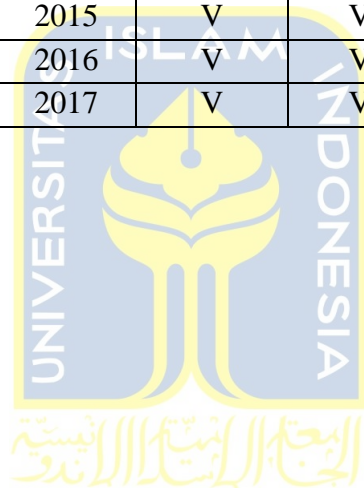 2015 V V
2016 V V
2017 V V
UNIVERSITAS ISLAM INDONESIA